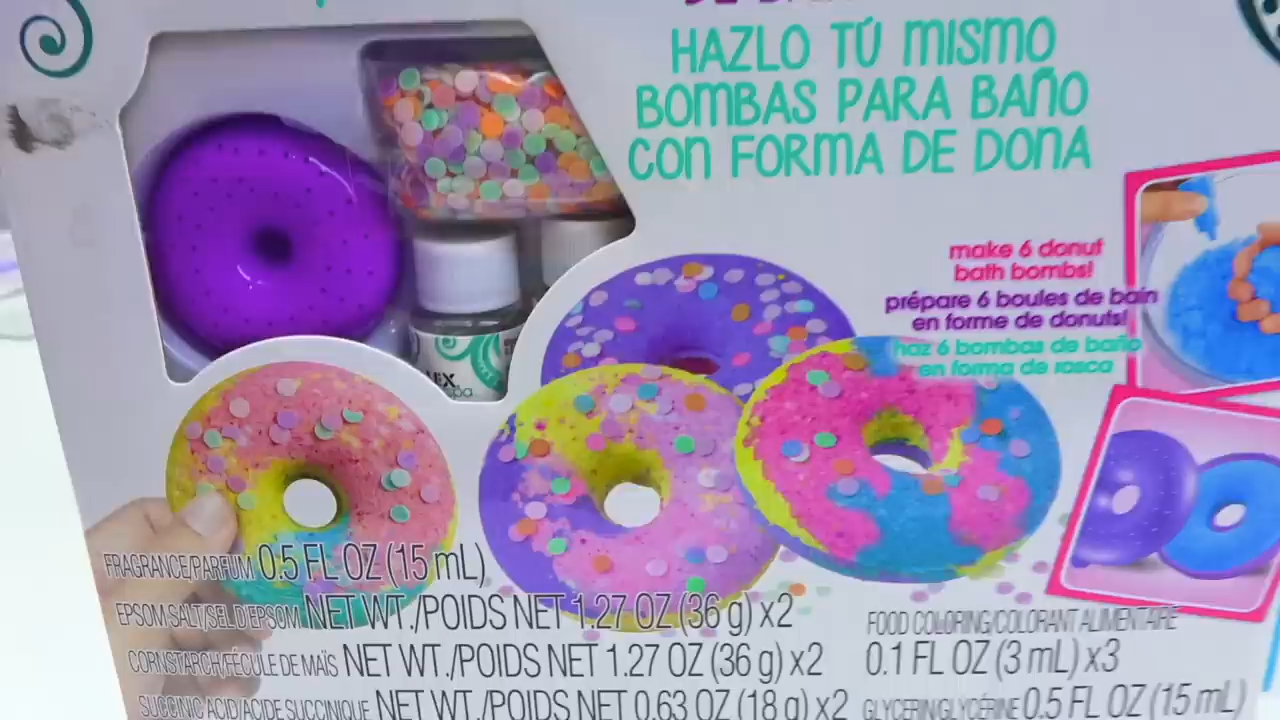 HAZLO TÚ MISMO
BOMBAS PARA BAÑO
CON FORMA DE DONA
make 6 donut
bath bombs!
prépare 6 boules de bain
en forme de donuts!
haz 6 bombas de baño
en forma de rosca
FRAGRANCE/PARFUM 0.5 FL OZ (15 mL)
EPSOM SALT/SEL D'EPSOM NET WT./POIDS NET 1.27 OZ (36 g) x2
CORNSTARCH/FÉCULE DE MAÏS NET WT./POIDS NET 1.27 OZ (36 g) x2
SUCCINIC ACID/ACIDE SUCCINIQUE NET WT./POIDS NET 0.63 OZ (18 g) x2
FOOD COLORING/COLORANT ALIMENTAIRE
0.1 FL OZ (3 mL) x3
GLYCERIN/GLYCÉRINE 0.5 FL OZ (15 mL)